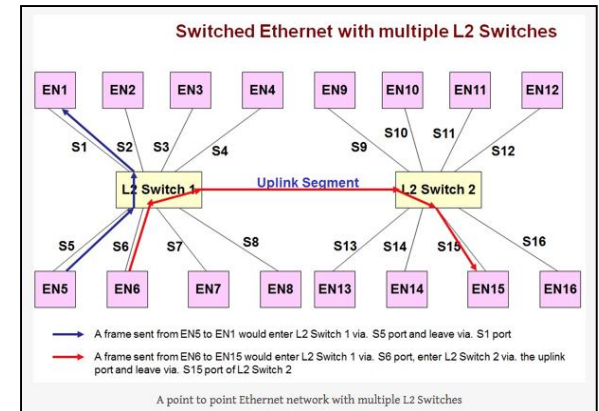 Switched Ethernet with multiple L2 Switches
EN1 EN2 EN3 EN4 EN9 EN10 EN11 EN12
S1 S2 S3 S4 S9 S10 S11 S12
L2 Switch 1 Uplink Segment L2 Switch 2
S5 S6 S7 S8 S13 S14 S15 S16
EN5 EN6 EN7 EN8 EN13 EN14 EN15 EN16
A frame sent from EN5 to EN1 would enter L2 Switch 1 via. S5 port and leave via. S1 port
A frame sent from EN6 to EN15 would enter L2 Switch 1 via. S6 port, enter L2 Switch 2 via. the uplink
port and leave via. S15 port of L2 Switch 2
A point to point Ethernet network with multiple L2 Switches